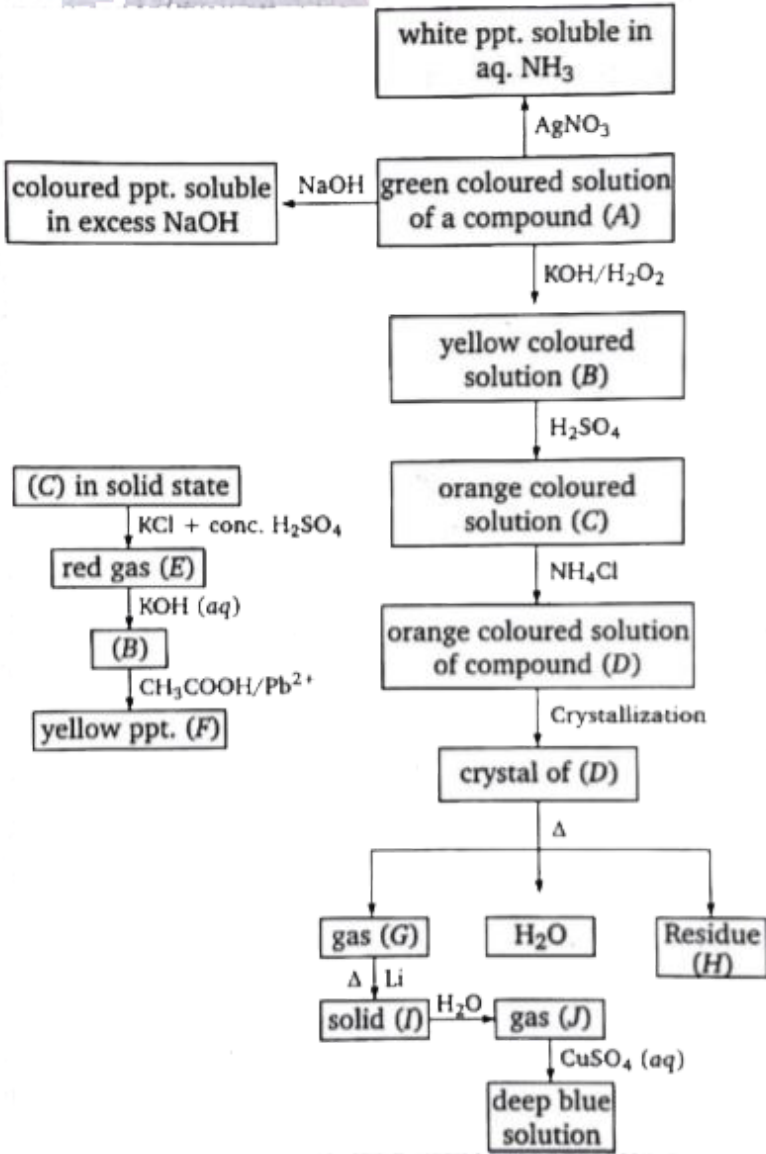 white ppt. soluble in
aq. NH₃
AgNO₃
coloured ppt. soluble
in excess NaOH
NaOH
green coloured solution
of a compound (A)
KOH/H₂O₂
yellow coloured
solution (B)
H₂SO₄
(C) in solid state
KCl + conc. H₂SO₄
red gas (E)
KOH (aq)
(B)
CH₃COOH/Pb²⁺
yellow ppt. (F)
orange coloured
solution (C)
NH₄Cl
orange coloured solution
of compound (D)
Crystallization
crystal of (D)
Δ
gas (G)
H₂O
Residue
(H)
Δ Li
solid (I)
H₂O
gas (J)
CuSO₄ (aq)
deep blue
solution